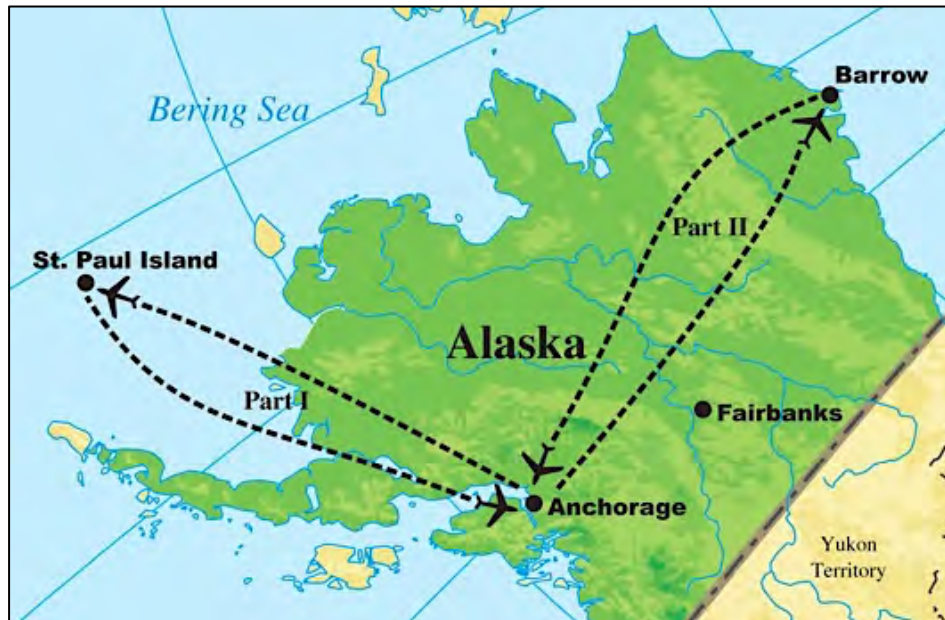 Barrow
Bering Sea
Part II
St. Paul Island
Alaska
Part I
Fairbanks
Anchorage
Yukon
Territory